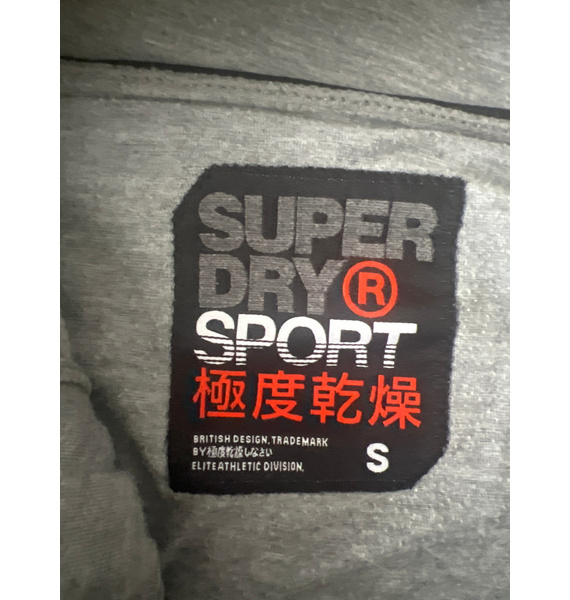 SUPER
DRY®
SPORT
極度乾燥
BRITISH DESIGN, TRADEMARK
BY極度乾燥しなさい
ELITE ATHLETIC DIVISION.
S